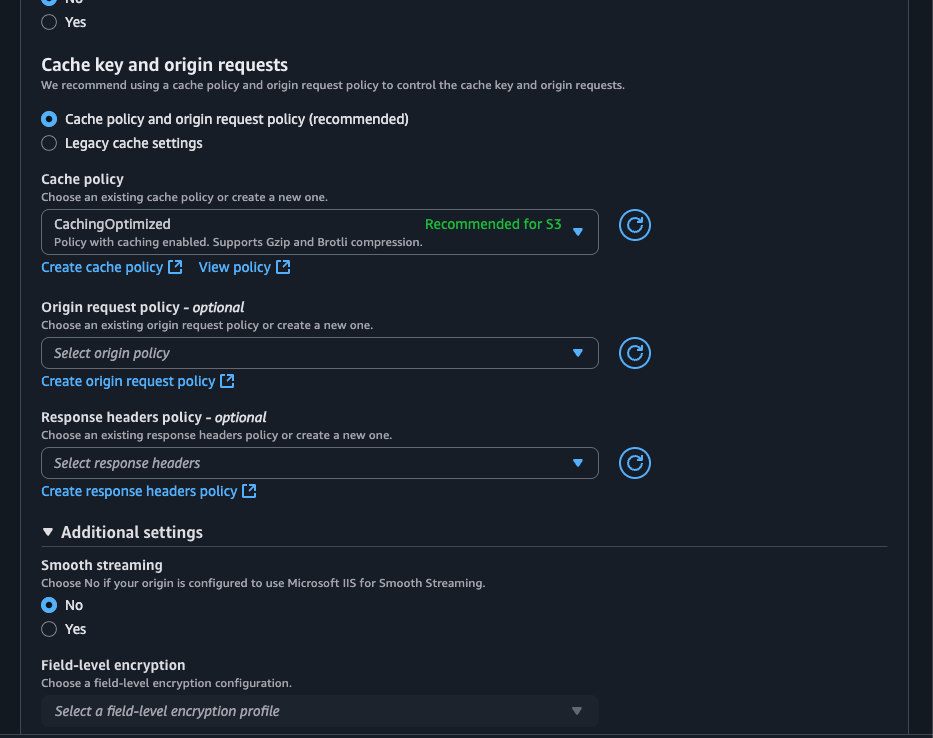 No
Yes
Cache key and origin requests
We recommend using a cache policy and origin request policy to control the cache key and origin requests.
Cache policy and origin request policy (recommended)
Legacy cache settings
Cache policy
Choose an existing cache policy or create a new one.
CachingOptimized Recommended for S3
Policy with caching enabled. Supports Gzip and Brotli compression.
Create cache policy View policy
Origin request policy - optional
Choose an existing origin request policy or create a new one.
Select origin policy
Create origin request policy
Response headers policy - optional
Choose an existing response headers policy or create a new one.
Select response headers
Create response headers policy
Additional settings
Smooth streaming
Choose No if your origin is configured to use Microsoft IIS for Smooth Streaming.
No
Yes
Field-level encryption
Choose a field-level encryption configuration.
Select a field-level encryption profile